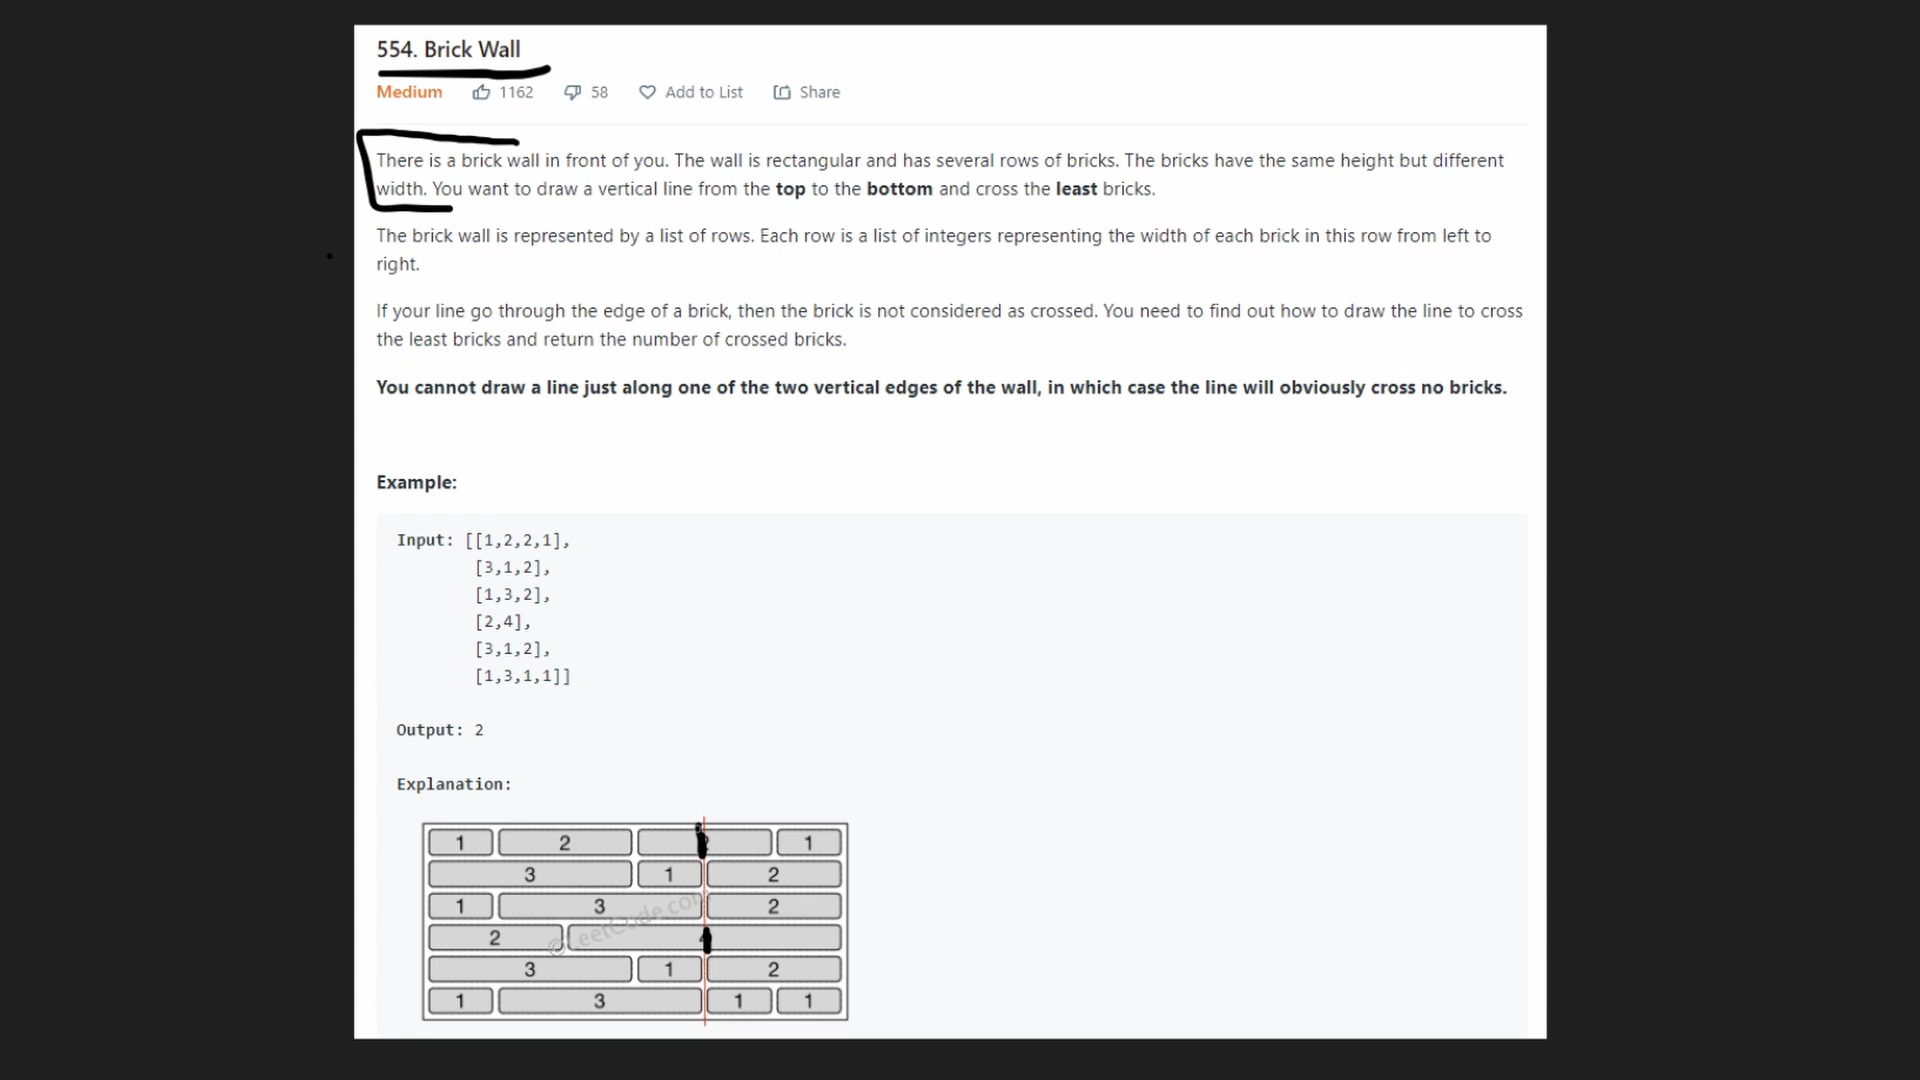 554. Brick Wall
Medium 1162 58 Add to List Share
There is a brick wall in front of you. The wall is rectangular and has several rows of bricks. The bricks have the same height but different
width. You want to draw a vertical line from the top to the bottom and cross the least bricks.
The brick wall is represented by a list of rows. Each row is a list of integers representing the width of each brick in this row from left to
right.
If your line go through the edge of a brick, then the brick is not considered as crossed. You need to find out how to draw the line to cross
the least bricks and return the number of crossed bricks.
You cannot draw a line just along one of the two vertical edges of the wall, in which case the line will obviously cross no bricks.
Example:
Input: [[1,2,2,1],
[3,1,2],
[1,3,2],
[2,4],
[3,1,2],
[1,3,1,1]]
Output: 2
Explanation:
1 2 1
3 1 2
1 3 2
2
3 1 2
1 3 1 1
©LeetCode.com